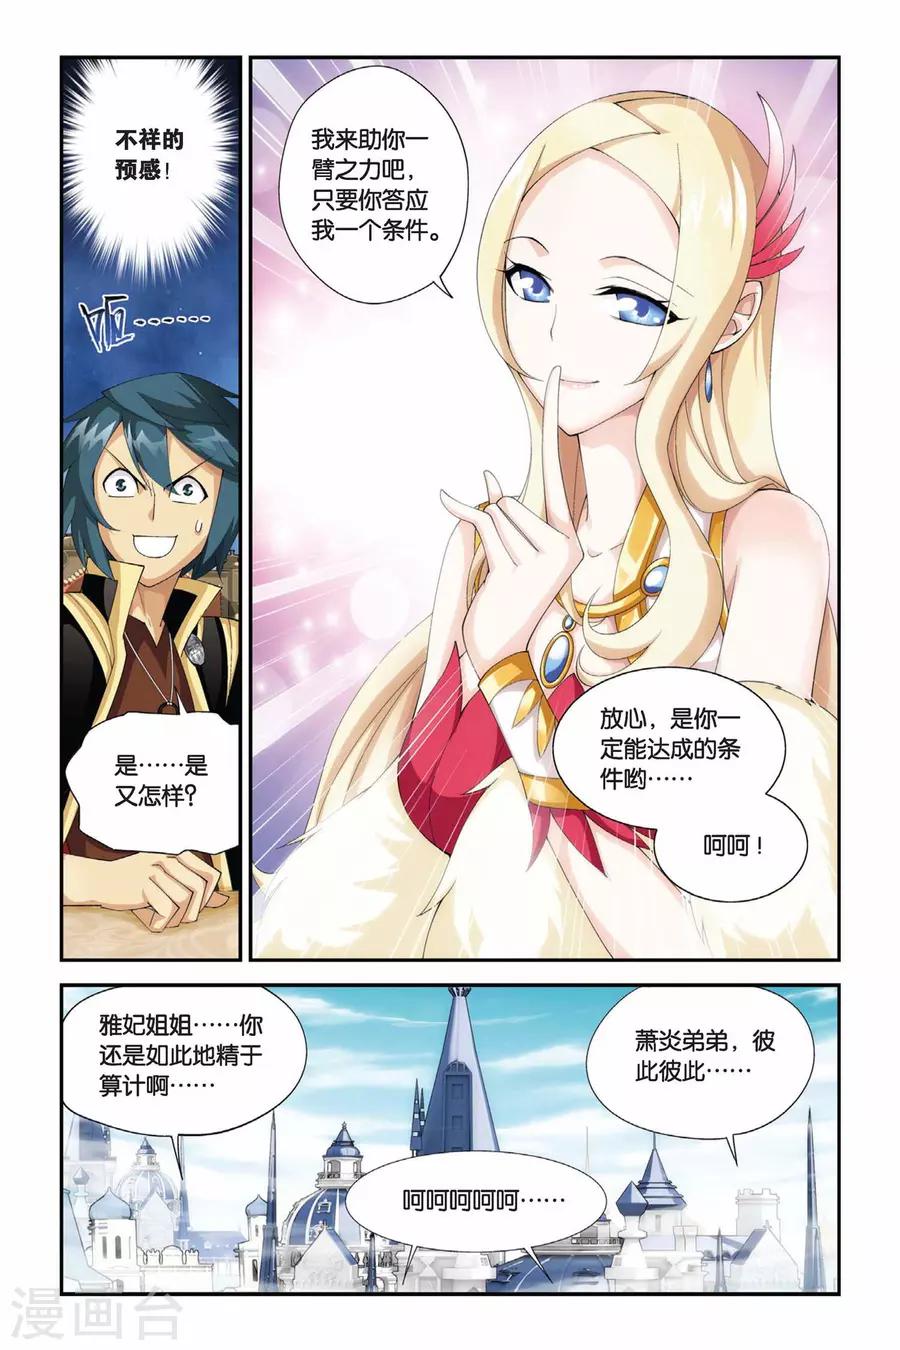 不祥的
预感！
呃……
是……是
又怎样？
我来助你一
臂之力吧，
只要你答应
我一个条件。
放心，是你一
定能达成的条
件哟……
呵呵！
雅妃姐姐……你
还是如此地精于
算计啊……
萧炎弟弟，彼
此彼此……
呵呵呵呵呵……
漫画台